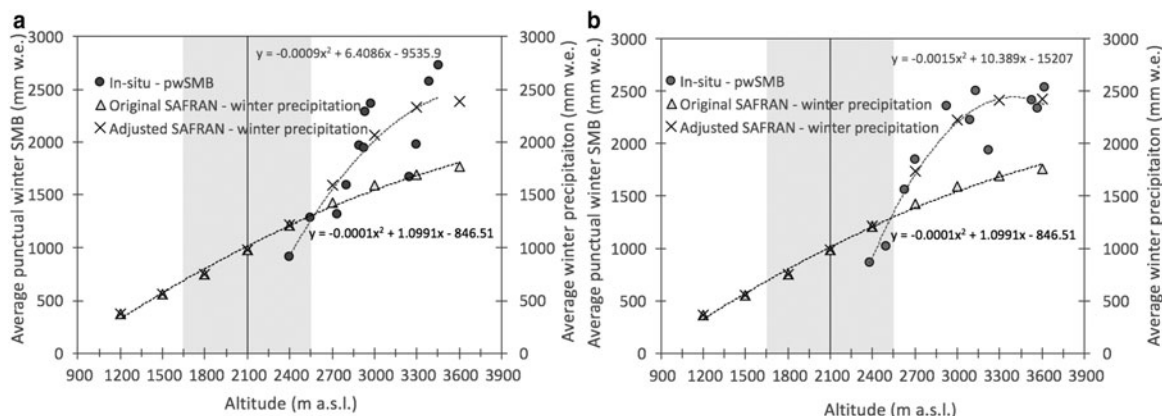 a
Average punctual winter SMB (mm w.e.)
3000
2500
2000
1500
1000
500
0
y = -0.0009x² + 6.4086x - 9535.9
In-situ - pwSMB
Original SAFRAN - winter precipitation
Adjusted SAFRAN - winter precipitation
y = -0.0001x² + 1.0991x - 846.51
3000
2500
2000
1500
1000
500
0
Average winter precipitaiton (mm w.e.)
900 1200 1500 1800 2100 2400 2700 3000 3300 3600 3900
Altitude (m a.s.l.)
b
Average punctual winter SMB (mm w.e.)
3000
2500
2000
1500
1000
500
0
y = -0.0015x² + 10.389x - 15207
In-situ - pwSMB
Original SAFRAN - winter precipitation
Adjusted SAFRAN - winter precipitation
y = -0.0001x² + 1.0991x - 846.51
3000
2500
2000
1500
1000
500
0
Average winter precipitation (mm w.e.)
900 1200 1500 1800 2100 2400 2700 3000 3300 3600 3900
Altitude (m a.s.l.)